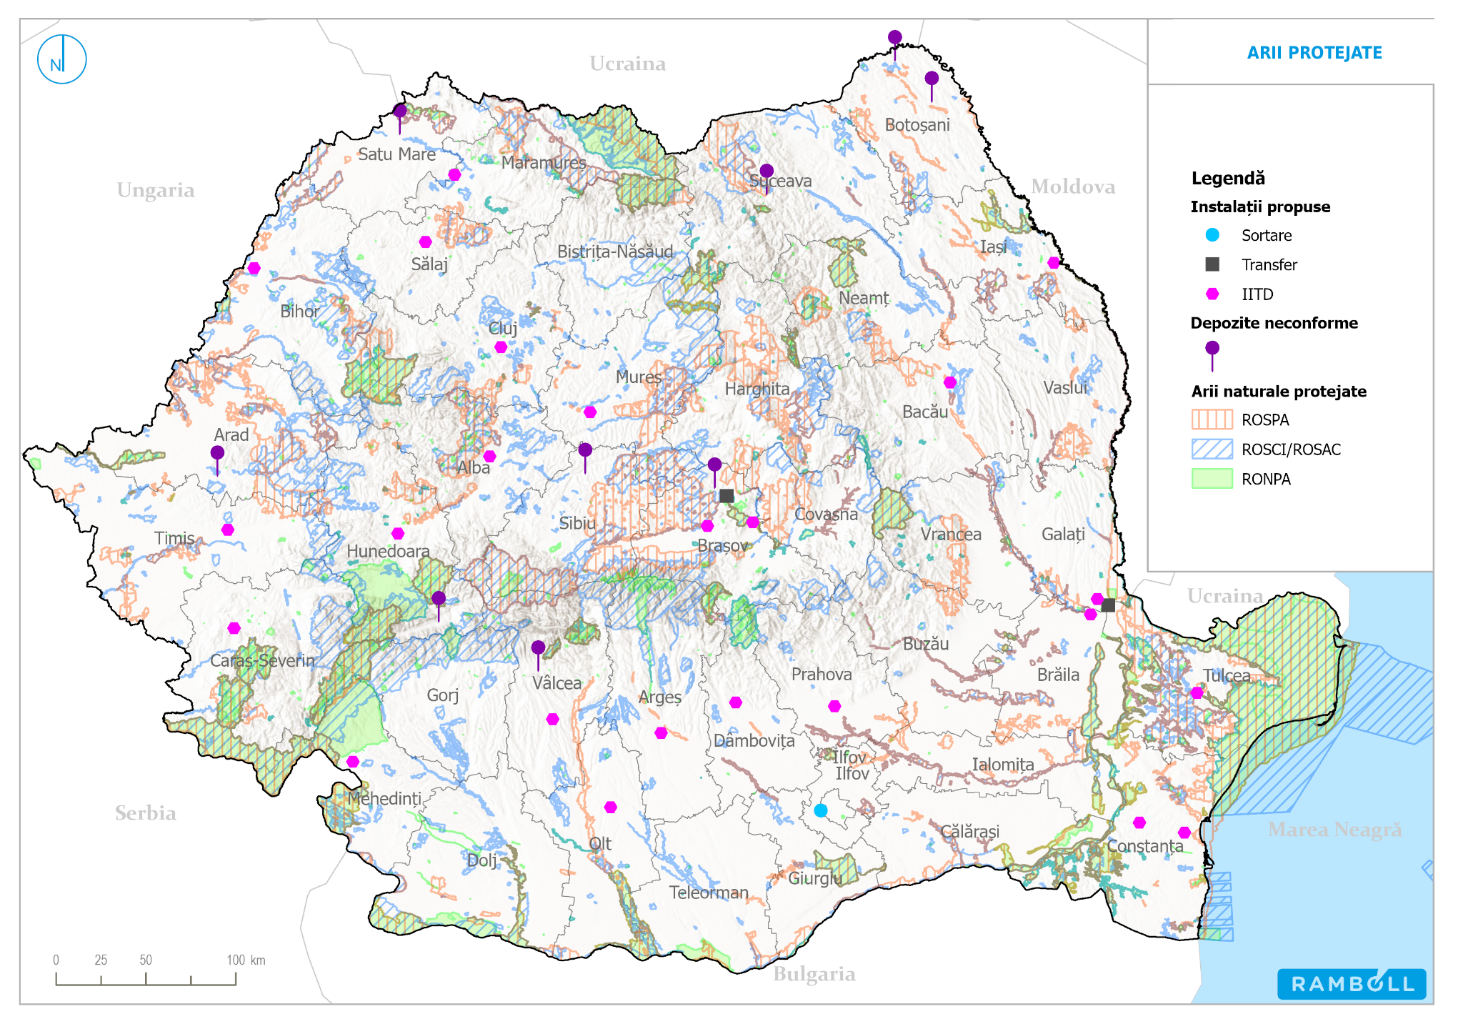 ARII PROTEJATE
N
Ucraina
Botoșani
Satu Mare
Maramureș
Suceava
Ungaria
Moldova
Iași
Bistrița-Năsăud
Sălaj
Neamț
Bihor
Cluj
Mureș
Harghita
Vaslui
Bacău
Arad
Alba
Sibiu
Covasna
Timiș
Hunedoara
Brașov
Vrancea
Galați
Ucraina
Caraș-Severin
Buzău
Prahova
Brăila
Tulcea
Vâlcea
Gorj
Argeș
Dâmbovița
Ilfov
Ilfov
Ialomița
Mehedinți
Serbia
Călărași
Marea Neagră
Constanța
Olt
Dolj
Giurgiu
Teleorman
Bulgaria
Legendă
Instalații propuse
Sortare
Transfer
IITD
Depozite neconforme
Arii naturale protejate
ROSPA
ROSCI/ROSAC
RONPA
0 25 50 100 km
RAMBOLL